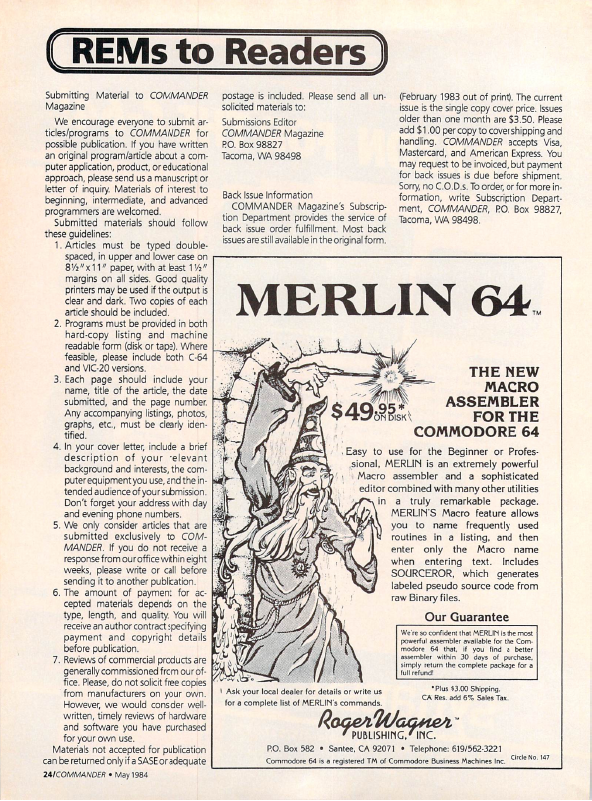 REMs to Readers
Submitting Material to COMMANDER
Magazine
We encourage everyone to submit ar-
ticles/programs to COMMANDER for
possible publication. If you have written
an original program/article about a com-
puter application, product, or educational
approach, please send us a manuscript or
letter of inquiry. Materials of interest to
beginning, intermediate, and advanced
programmers are welcomed.
Submitted materials should follow
these guidelines:
1. Articles must be typed double-
spaced, in upper and lower case on
8½"x11" paper, with at least 1½"
margins on all sides. Good quality
printers may be used if the output is
clear and dark. Two copies of each
article should be included.
2. Programs must be provided in both
hard-copy listing and machine
readable form (disk or tape). Where
feasible, please include both C-64
and VIC-20 versions.
3. Each page should include your
name, title of the article, the date
submitted, and the page number.
Any accompanying listings, photos,
graphs, etc., must be clearly iden-
tified.
4. In your cover letter, include a brief
description of your relevant
background and interests, the com-
puter equipment you use, and the in-
tended audience of your submission.
Don't forget your address with day
and evening phone numbers.
5. We only consider articles that are
submitted exclusively to COM-
MANDER. If you do not receive a
response from our office within eight
weeks, please write or call before
sending it to another publication.
6. The amount of payment for ac-
cepted materials depends on the
type, length, and quality. You will
receive an author contract specifying
payment and copyright details
before publication.
7. Reviews of commercial products are
generally commissioned from our of-
fice. Please, do not solicit free copies
from manufacturers on your own.
However, we would consder well-
written, timely reviews of hardware
and software you have purchased
for your own use.
Materials not accepted for publication
can be returned only if a SASE or adequate
postage is included. Please send all un-
solicited materials to:
Submissions Editor
COMMANDER Magazine
P.O. Box 98827
Tacoma, WA 98498
Back Issue Information
COMMANDER Magazine's Subscrip-
tion Department provides the service of
back issue order fulfillment. Most back
issues are still available in the original form.
(February 1983 out of print). The current
issue is the single copy cover price. Issues
older than one month are $3.50. Please
add $1.00 per copy to cover shipping and
handling. COMMANDER accepts Visa,
Mastercard, and American Express. You
may request to be invoiced, but payment
for back issues is due before shipment.
Sorry, no C.O.D.s. To order, or for more in-
formation, write Subscription Depart-
ment, COMMANDER, P.O. Box 98827,
Tacoma, WA 98498.
MERLIN 64™
$49.95*
ON DISK
THE NEW
MACRO
ASSEMBLER
FOR THE
COMMODORE 64
Easy to use for the Beginner or Profes-
sional, MERLIN is an extremely powerful
Macro assembler and a sophisticated
editor combined with many other utilities
in a truly remarkable package.
MERLIN'S Macro feature allows
you to name frequently used
routines in a listing, and then
enter only the Macro name
when entering text. Includes
SOURCEROR, which generates
labeled pseudo source code from
raw Binary files.
Our Guarantee
We're so confident that MERLIN is the most
powerful assembler available for the Com-
modore 64 that, if you find a better
assembler within 30 days of purchase,
simply return the complete package for a
full refund!
*Plus $3.00 Shipping.
CA Res. add 6% Sales Tax.
Ask your local dealer for details or write us
for a complete list of MERLIN's commands.
Roger Wagner™
PUBLISHING, INC.
P.O. Box 582 • Santee, CA 92071 • Telephone: 619/562-3221
Commodore 64 is a registered TM of Commodore Business Machines Inc.
Circle No. 147
24/COMMANDER • May 1984